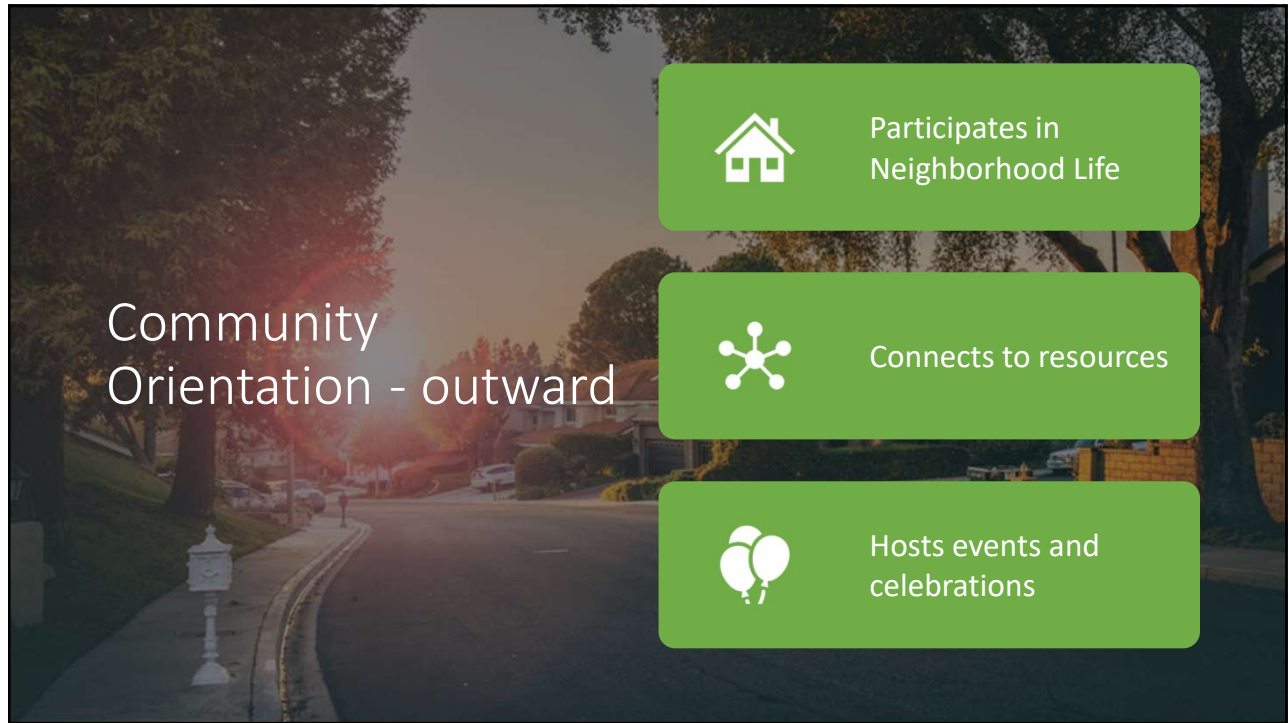 Community
Orientation - outward
Participates in
Neighborhood Life
Connects to resources
Hosts events and
celebrations